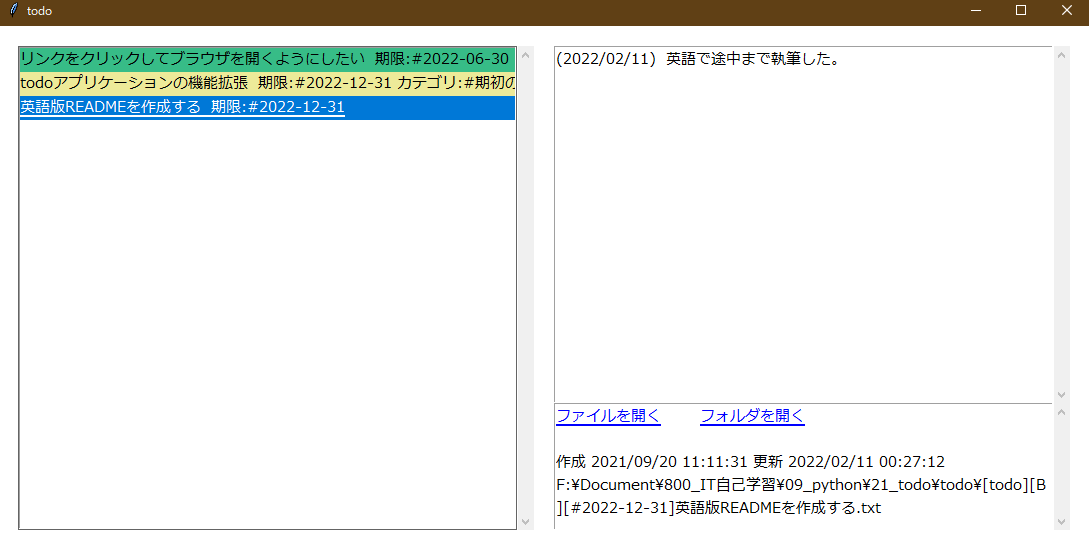 todo
リンクをクリックしてブラウザを開くようにしたい 期限:#2022-06-30
todoアプリケーションの機能拡張 期限:#2022-12-31 カテゴリ:#期初の
英語版READMEを作成する 期限:#2022-12-31
(2022/02/11) 英語で途中まで執筆した。
ファイルを開く フォルダを開く
作成 2021/09/20 11:11:31 更新 2022/02/11 00:27:12
F:¥Document¥800_IT自己学習¥09_python¥21_todo¥todo¥[todo][B
][#2022-12-31]英語版READMEを作成する.txt